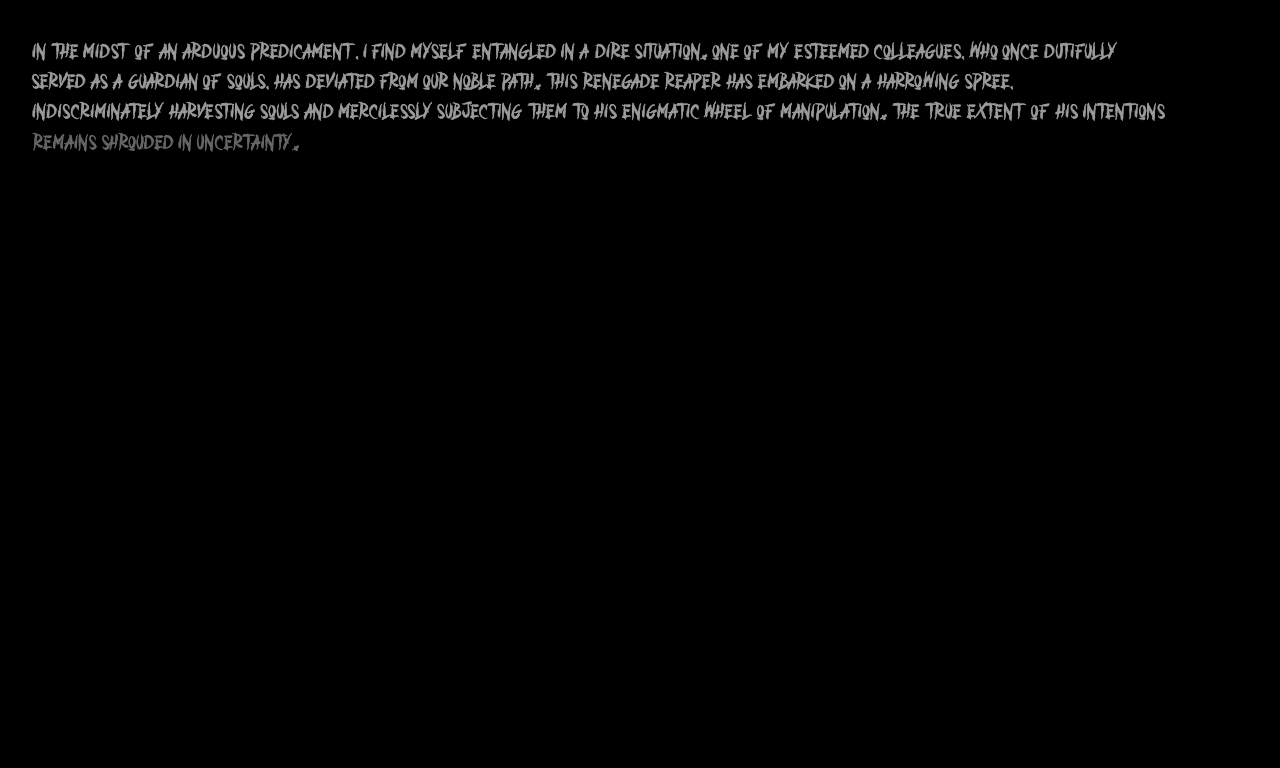 IN THE MIDST OF AN ARDUOUS PREDICAMENT, I FIND MYSELF ENTANGLED IN A DIRE SITUATION. ONE OF MY ESTEEMED COLLEAGUES, WHO ONCE DUTIFULLY
SERVED AS A GUARDIAN OF SOULS, HAS DEVIATED FROM OUR NOBLE PATH. THIS RENEGADE REAPER HAS EMBARKED ON A HARROWING SPREE,
INDISCRIMINATELY HARVESTING SOULS AND MERCILESSLY SUBJECTING THEM TO HIS ENIGMATIC WHEEL OF MANIPULATION. THE TRUE EXTENT OF HIS INTENTIONS
REMAINS SHROUDED IN UNCERTAINTY.